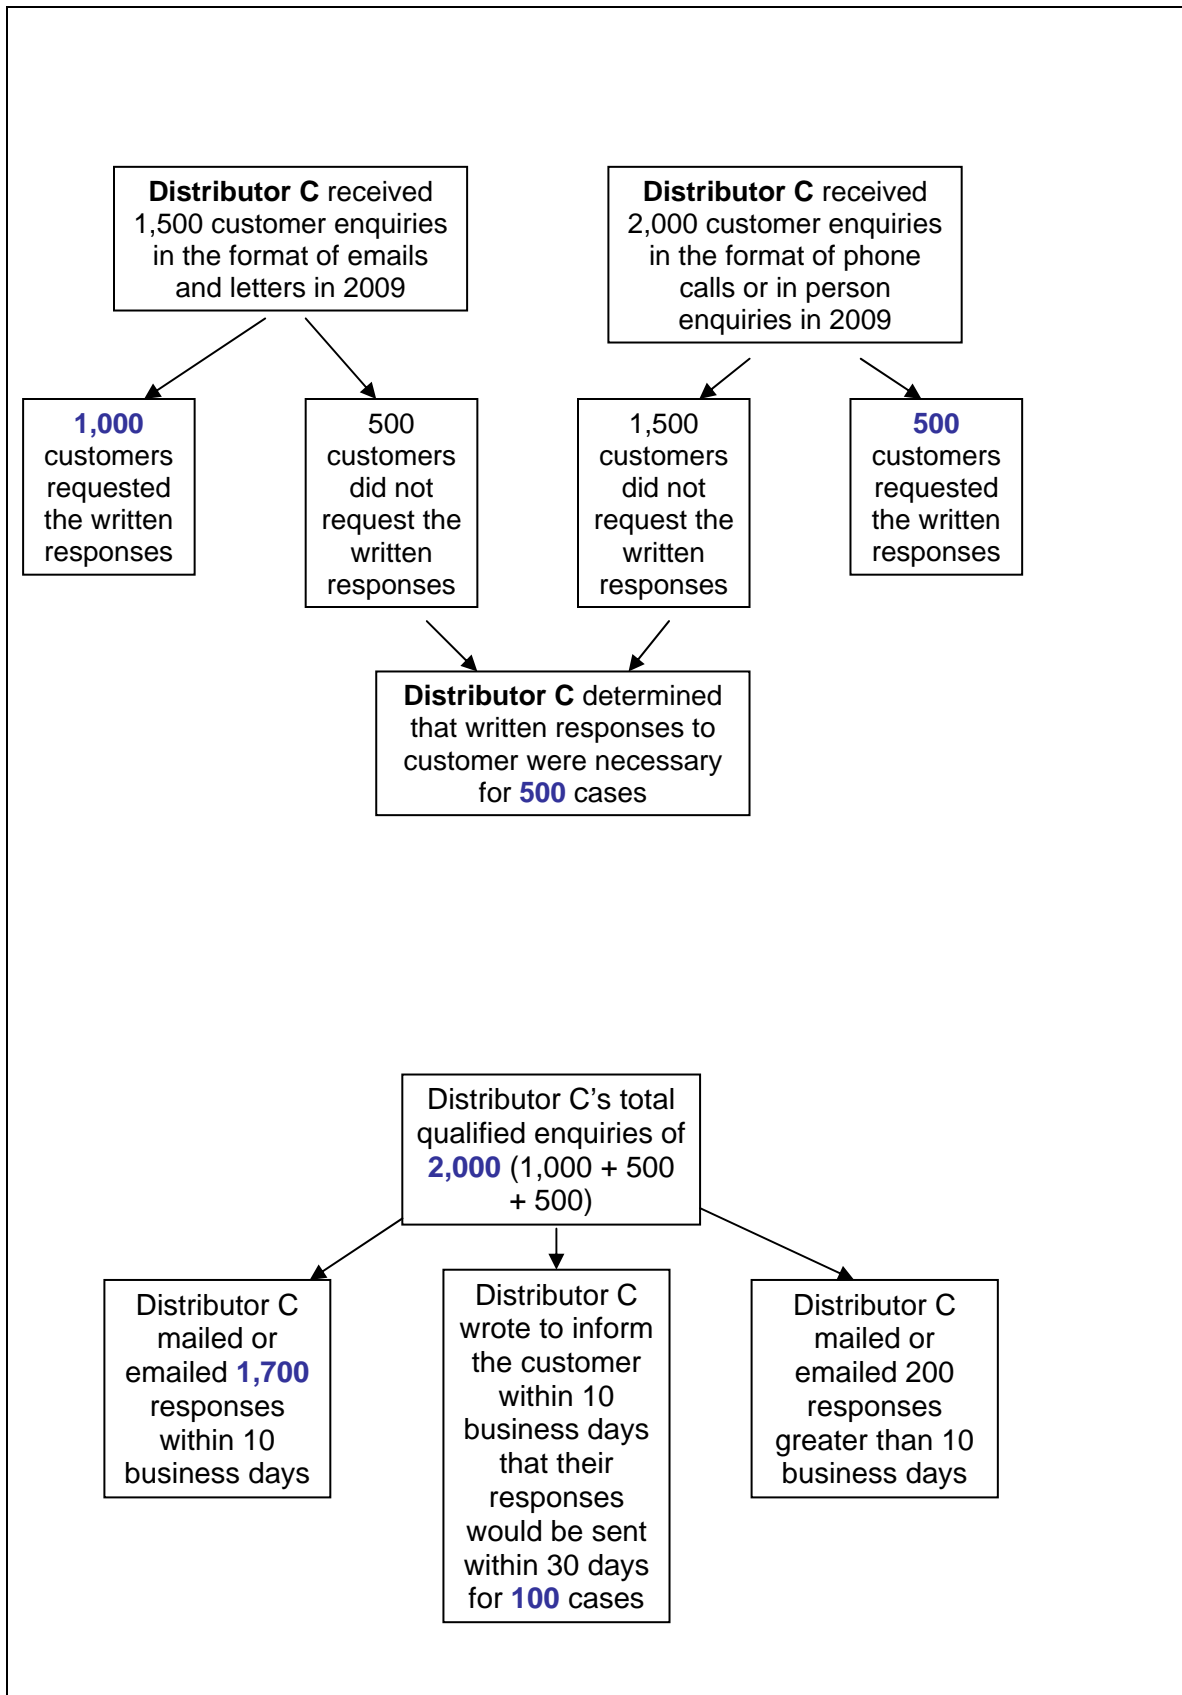 Distributor C received
1,500 customer enquiries
in the format of emails
and letters in 2009
Distributor C received
2,000 customer enquiries
in the format of phone
calls or in person
enquiries in 2009
1,000
customers
requested
the written
responses
500
customers
did not
request the
written
responses
1,500
customers
did not
request the
written
responses
500
customers
requested
the written
responses
Distributor C determined
that written responses to
customer were necessary
for 500 cases
Distributor C's total
qualified enquiries of
2,000 (1,000 + 500
+ 500)
Distributor C
mailed or
emailed 1,700
responses
within 10
business days
Distributor C
wrote to inform
the customer
within 10
business days
that their
responses
would be sent
within 30 days
for 100 cases
Distributor C
mailed or
emailed 200
responses
greater than 10
business days